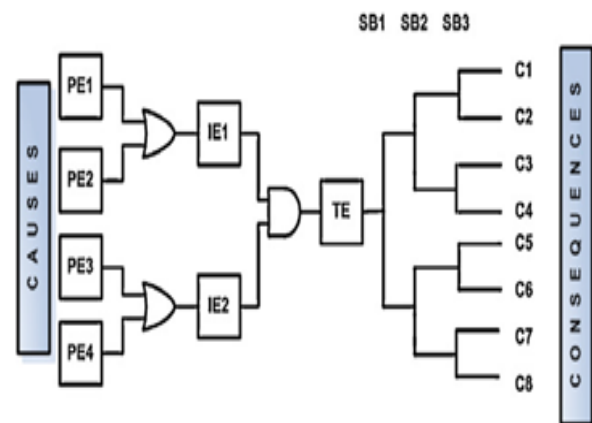 SB1 SB2 SB3
CAUSES
PE1
PE2
PE3
PE4
IE1
IE2
TE
C1
C2
C3
C4
C5
C6
C7
C8
CONSEQUENCES